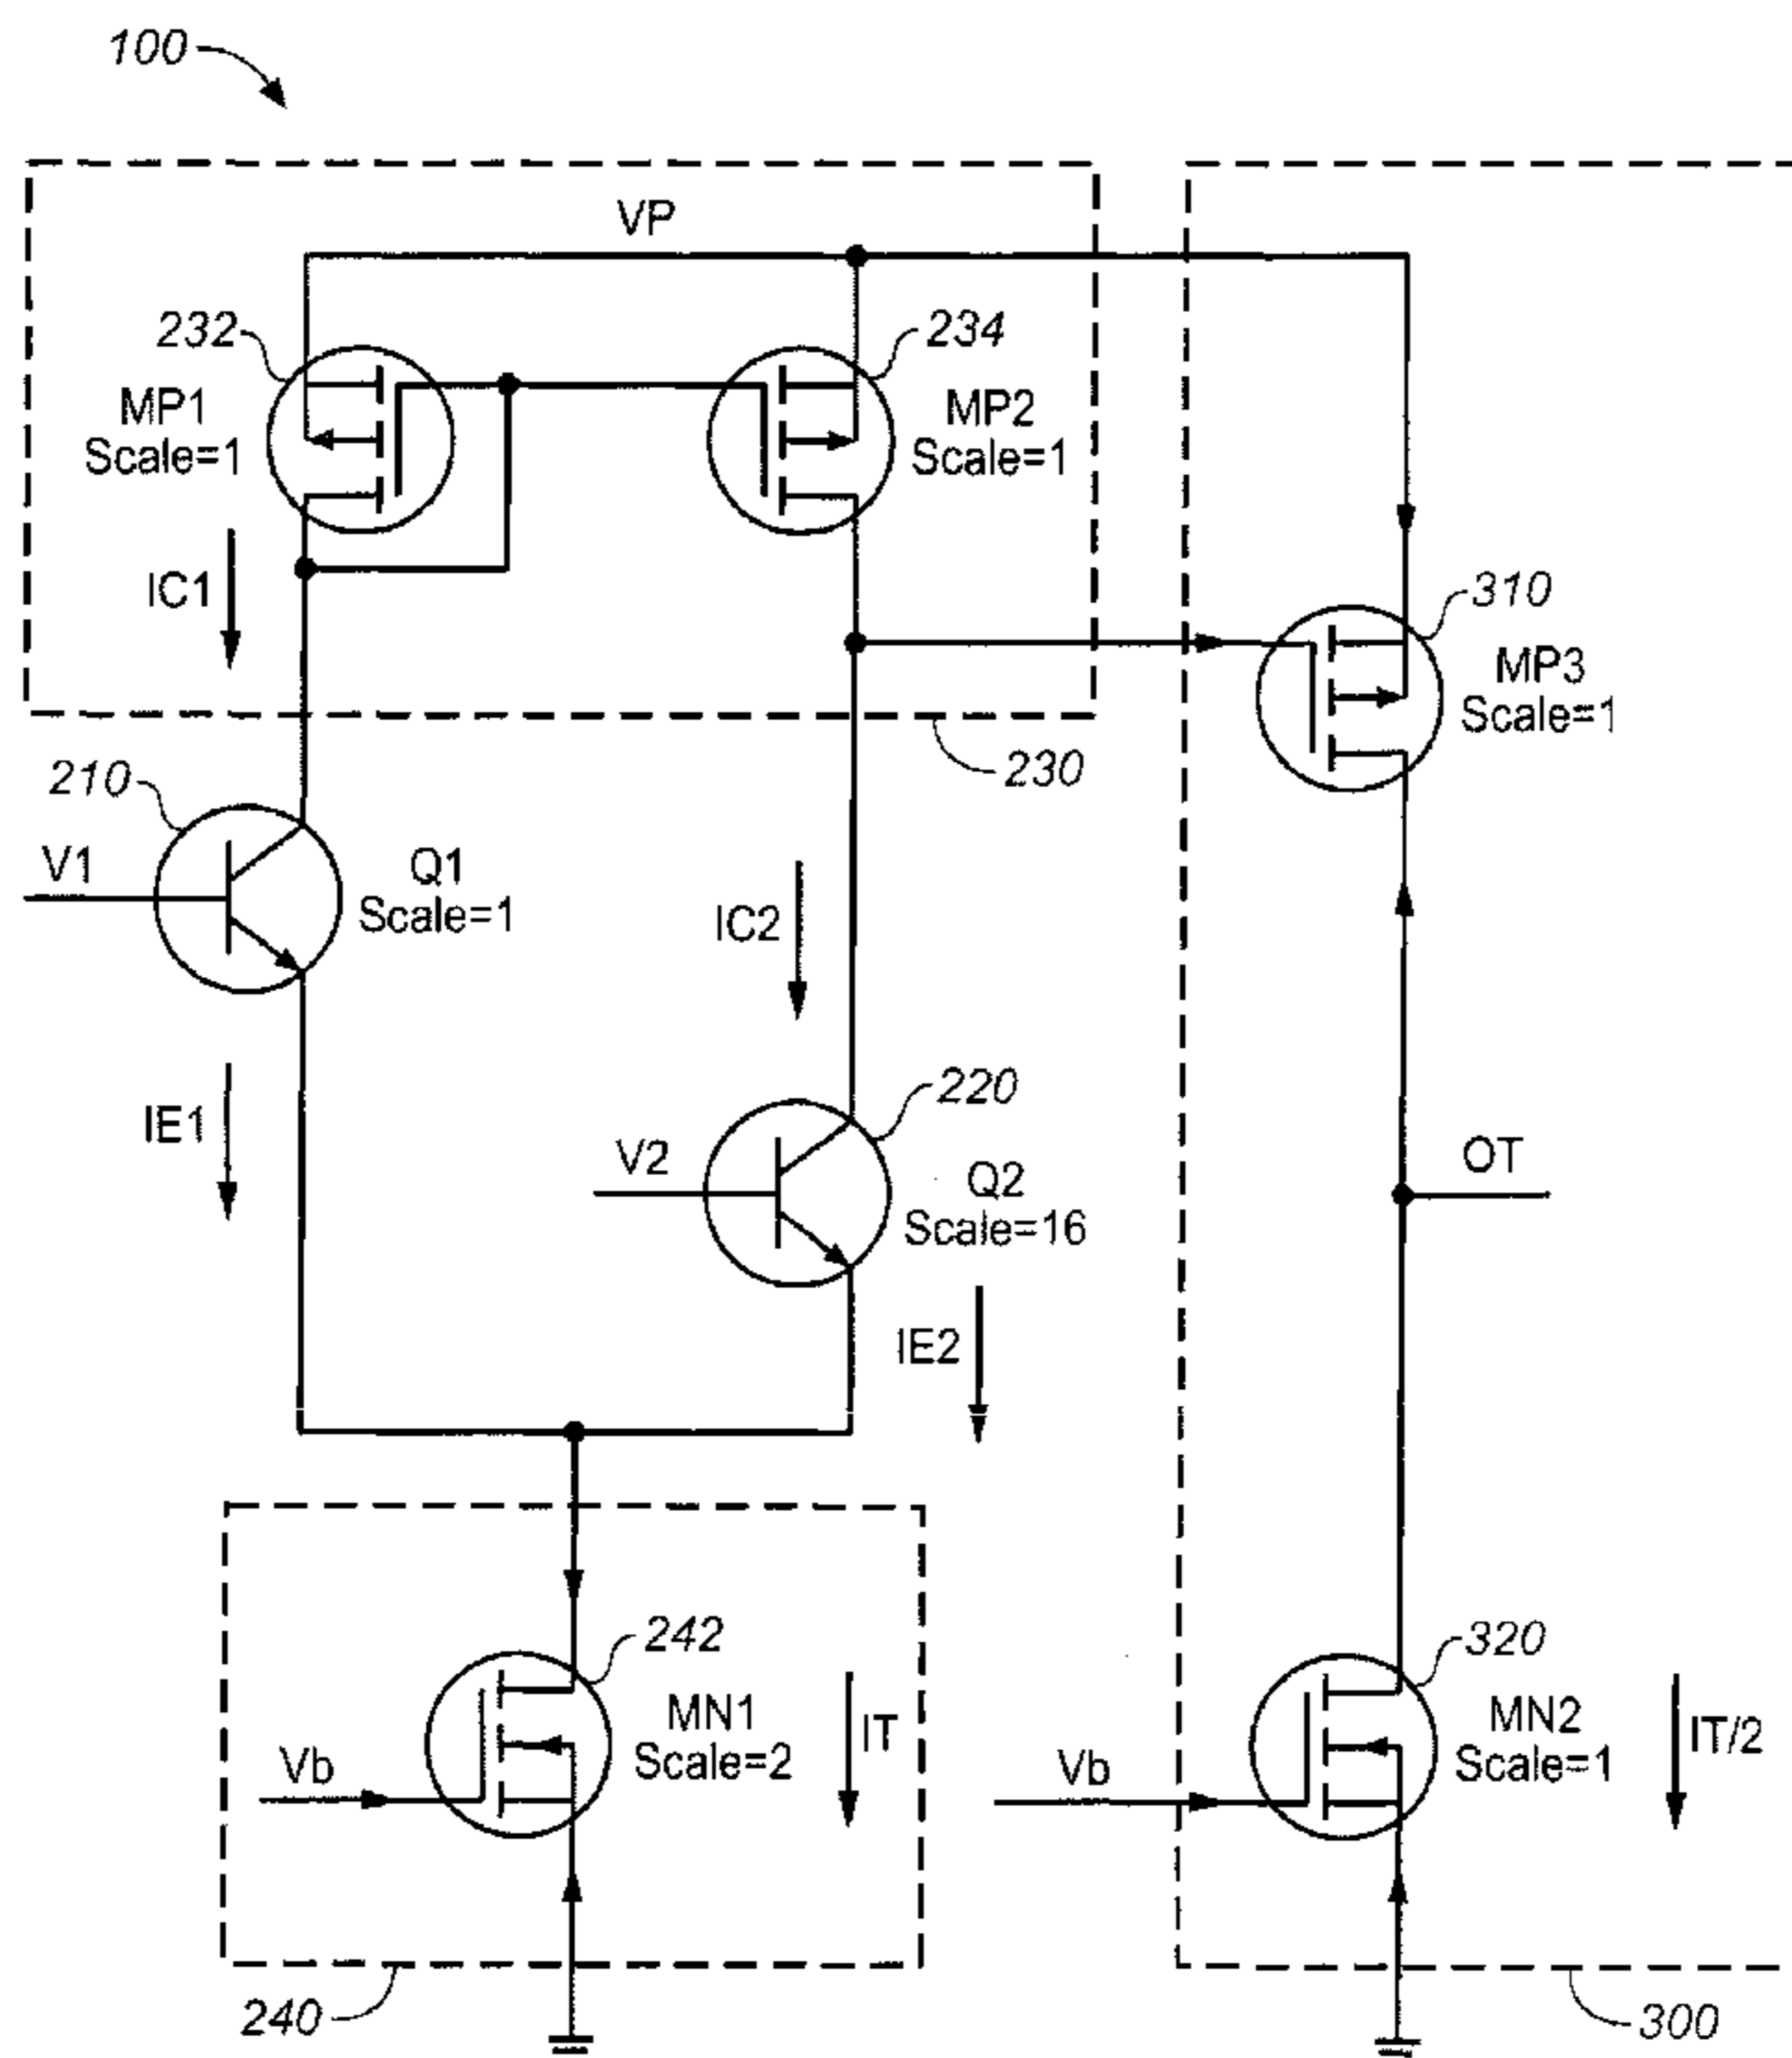 100
VP
232
234
MP1
Scale=1
MP2
Scale=1
IC1
310
MP3
Scale=1
230
210
V1
Q1
Scale=1
IC2
IE1
220
V2
Q2
Scale=16
OT
IE2
242
320
MN1
Scale=2
IT
MN2
Scale=1
IT/2
Vb
Vb
240
300